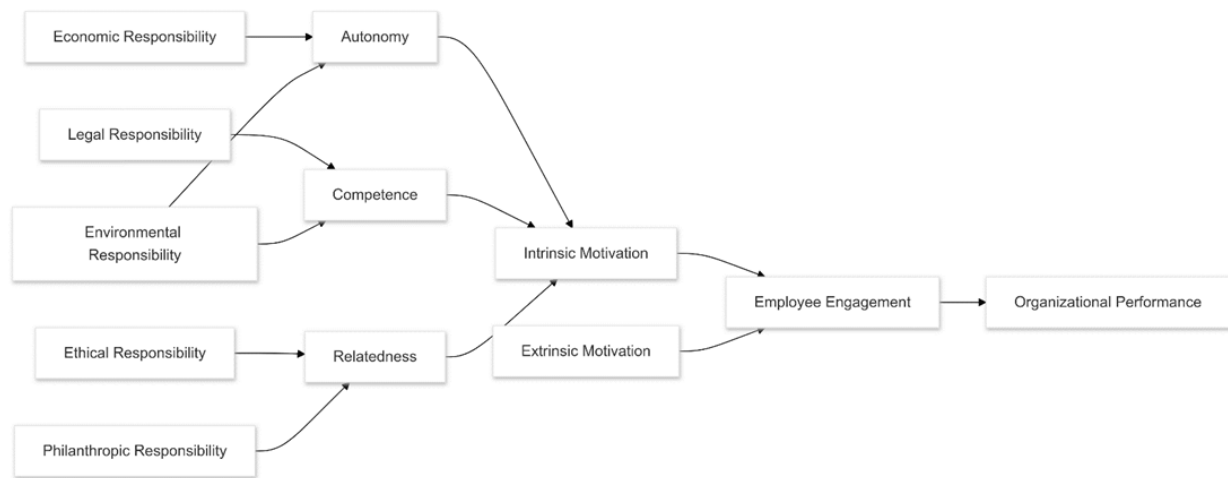 Economic Responsibility
Autonomy
Legal Responsibility
Competence
Environmental
Responsibility
Intrinsic Motivation
Employee Engagement
Organizational Performance
Ethical Responsibility
Relatedness
Extrinsic Motivation
Philanthropic Responsibility